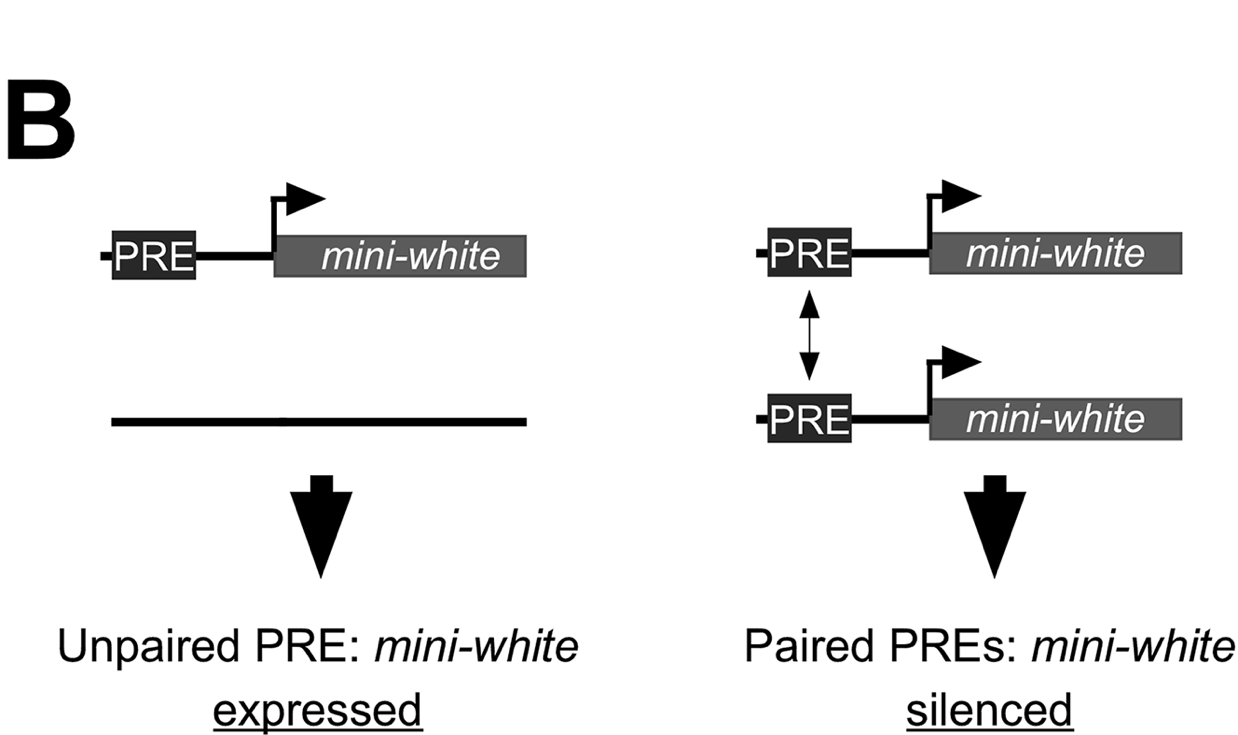 B
PRE mini-white
PRE mini-white
PRE mini-white
Unpaired PRE: mini-white
expressed
Paired PREs: mini-white
silenced